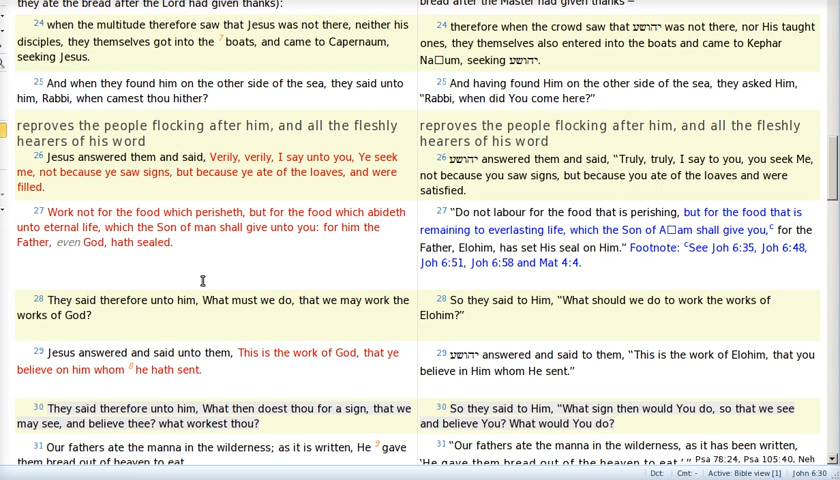 they ate the bread after the Lord had given thanks):
24 when the multitude therefore saw that Jesus was not there, neither his
disciples, they themselves got into the 7 boats, and came to Capernaum,
seeking Jesus.
25 And when they found him on the other side of the sea, they said unto
him, Rabbi, when camest thou hither?
reproves the people flocking after him, and all the fleshly
hearers of his word
26 Jesus answered them and said, Verily, verily, I say unto you, Ye seek
me, not because ye saw signs, but because ye ate of the loaves, and were
filled.
27 Work not for the food which perisheth, but for the food which abideth
unto eternal life, which the Son of man shall give unto you: for him the
Father, even God, hath sealed.
28 They said therefore unto him, What must we do, that we may work the
works of God?
29 Jesus answered and said unto them, This is the work of God, that ye
believe on him whom 8 he hath sent.
30 They said therefore unto him, What then doest thou for a sign, that we
may see, and believe thee? what workest thou?
31 Our fathers ate the manna in the wilderness; as it is written, He 9 gave
them bread out of heaven to eat.
bread after the Master had given thanks –
24 therefore when the crowd saw that יהושע was not there, nor His taught
ones, they themselves also entered into the boats and came to Kephar
Na□um, seeking יהושע.
25 And having found Him on the other side of the sea, they asked Him,
“Rabbi, when did You come here?”
reproves the people flocking after him, and all the fleshly
hearers of his word
26 יהושע answered them and said, “Truly, truly, I say to you, you seek Me,
not because you saw signs, but because you ate of the loaves and were
satisfied.
27 “Do not labour for the food that is perishing, but for the food that is
remaining to everlasting life, which the Son of A□am shall give you,c for the
Father, Elohim, has set His seal on Him.” Footnote: cSee Joh 6:35, Joh 6:48,
Joh 6:51, Joh 6:58 and Mat 4:4.
28 So they said to Him, “What should we do to work the works of
Elohim?”
29 יהושע answered and said to them, “This is the work of Elohim, that you
believe in Him whom He sent.”
30 So they said to Him, “What sign then would You do, so that we see
and believe You? What would You do?
31 “Our fathers ate the manna in the wilderness, as it has been written,
‘He gave them bread out of the heaven to eat.’ ” Psa 78:24, Psa 105:40, Neh
Dct: Cmt: - Active: Bible view [1] John 6:30